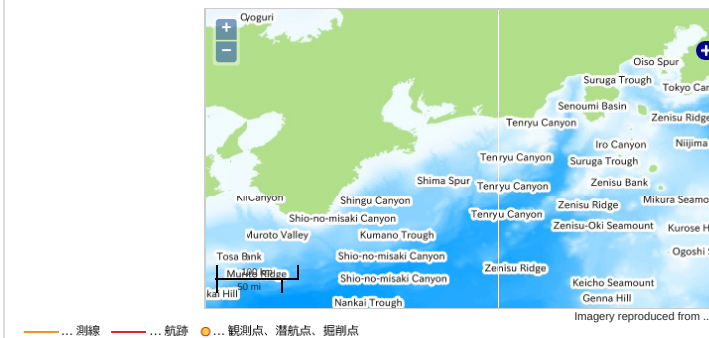 Oyoguri
+
−
Oiso Spur
Suruga Trough
Tokyo Can
Senoumi Basin
Tenryu Canyon
Zenisu Ridge
Iro Canyon
Niijima
Tenryu Canyon
Suruga Trough
Shima Spur
Tenryu Canyon
Zenisu Bank
Kii Canyon
Shingu Canyon
Zenisu Ridge
Mikura Seamo
Shio-no-misaki Canyon
Tenryu Canyon
Zenisu-Oki Seamount
Kurose H
Muroto Valley
Kumano Trough
Tosa Bank
Shio-no-misaki Canyon
Ogoshi S
100 km
Muroto Ridge
Zenisu Ridge
50 mi
Shio-no-misaki Canyon
Keicho Seamount
kai Hill
Nankai Trough
Genna Hill
Imagery reproduced from ..
... 測線 ... 航跡 ... 観測点、潜航点、掘削点